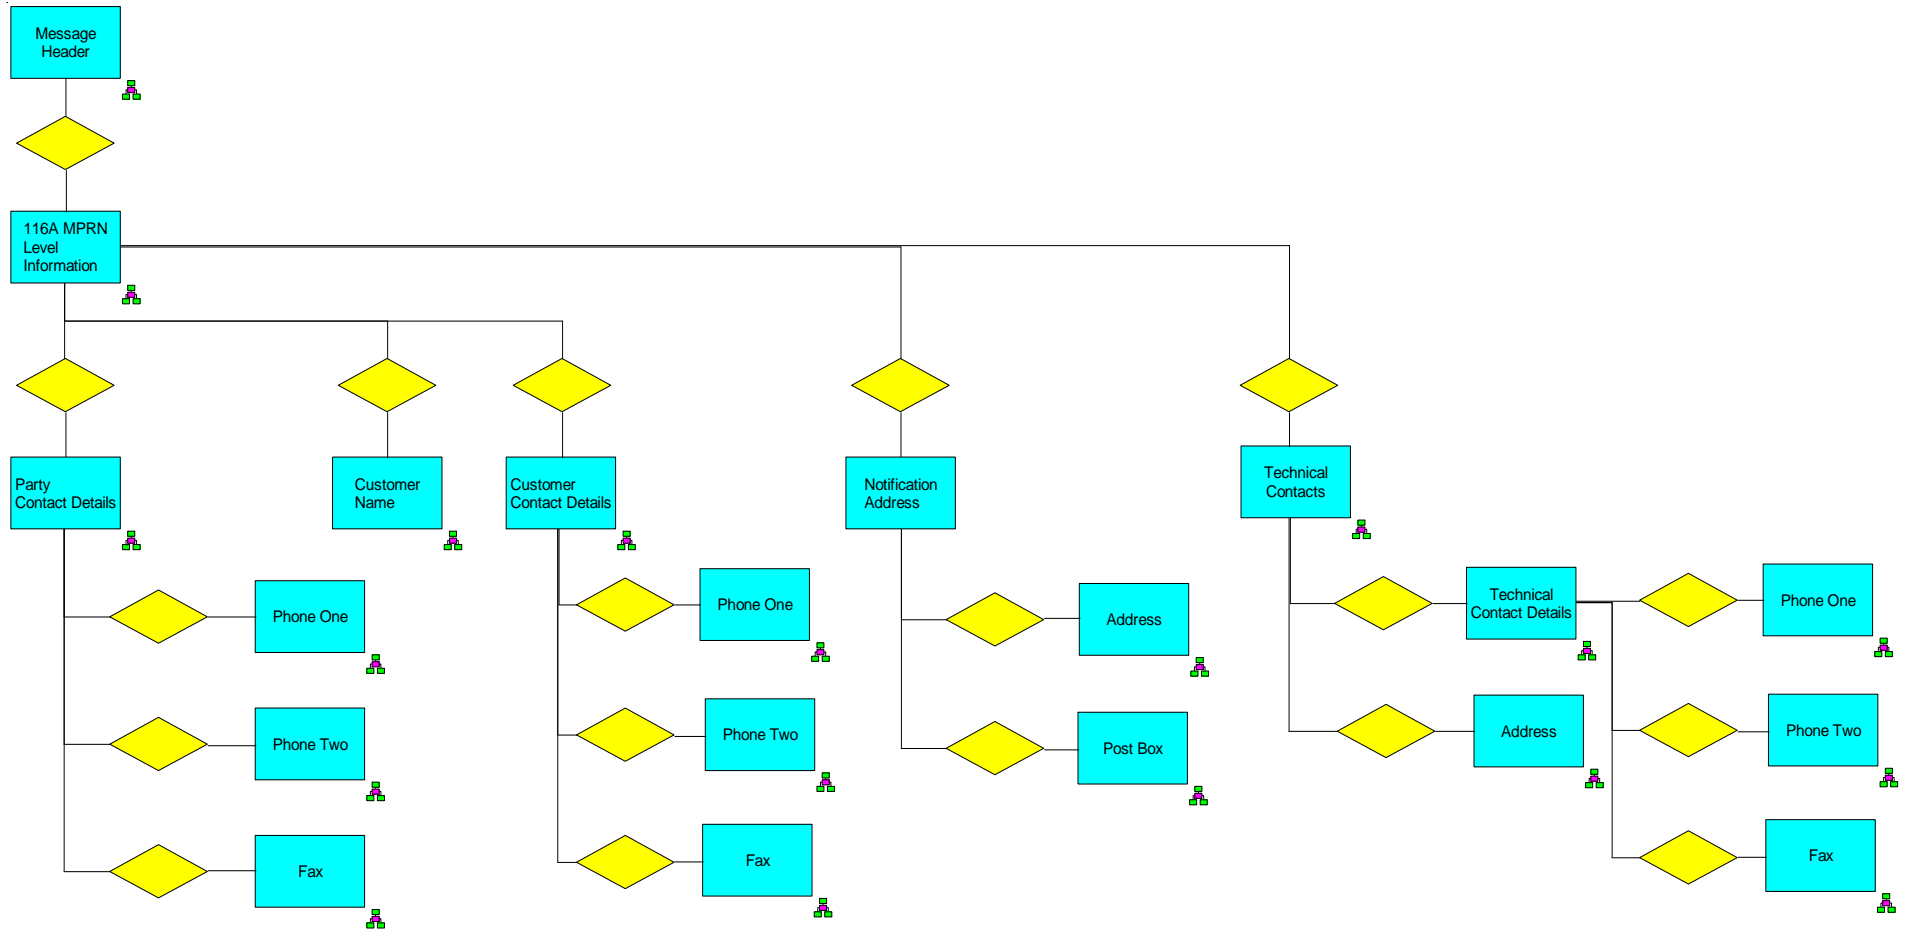 Message
Header
116A MPRN
Level
Information
Party
Contact Details
Customer
Name
Customer
Contact Details
Notification
Address
Technical
Contacts
Phone One
Phone One
Address
Technical
Contact Details
Phone One
Phone Two
Phone Two
Post Box
Address
Phone Two
Fax
Fax
Fax